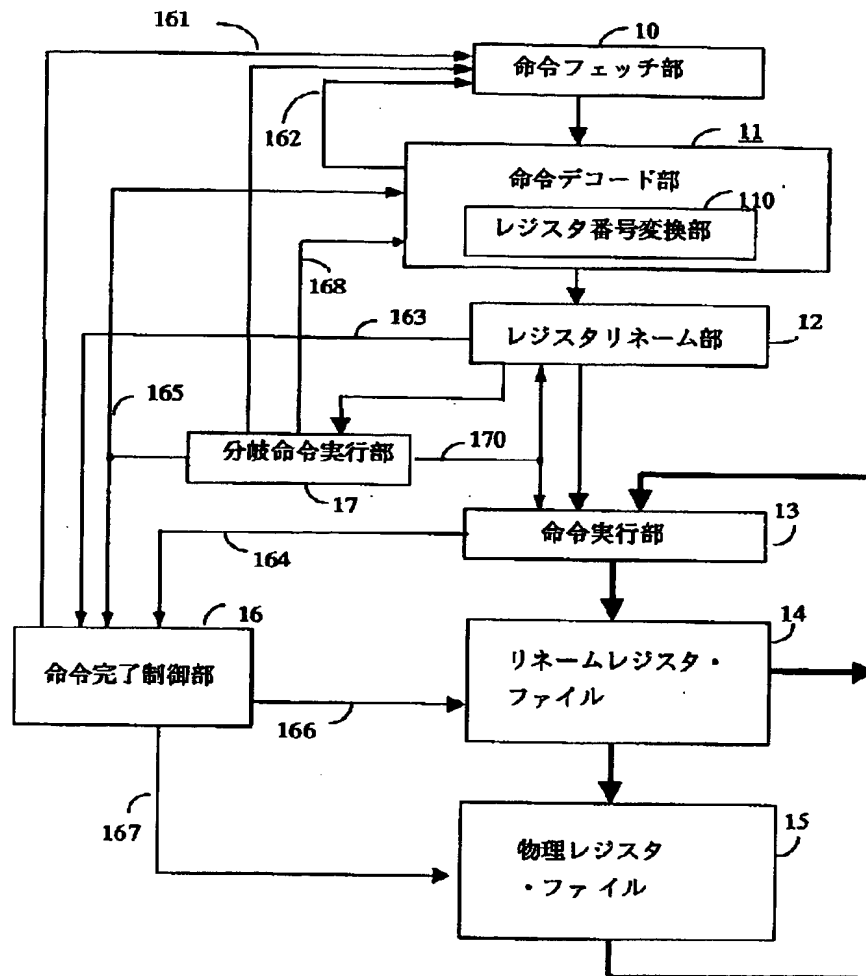 161
10
命令フェッチ部
162
11
命令デコード部
110
レジスタ番号変換部
168
163
レジスタリネーム部
12
165
分岐命令実行部
170
17
命令実行部
13
164
16
命令完了制御部
14
リネームレジスタ・
ファイル
166
167
15
物理レジスタ
・ファイル